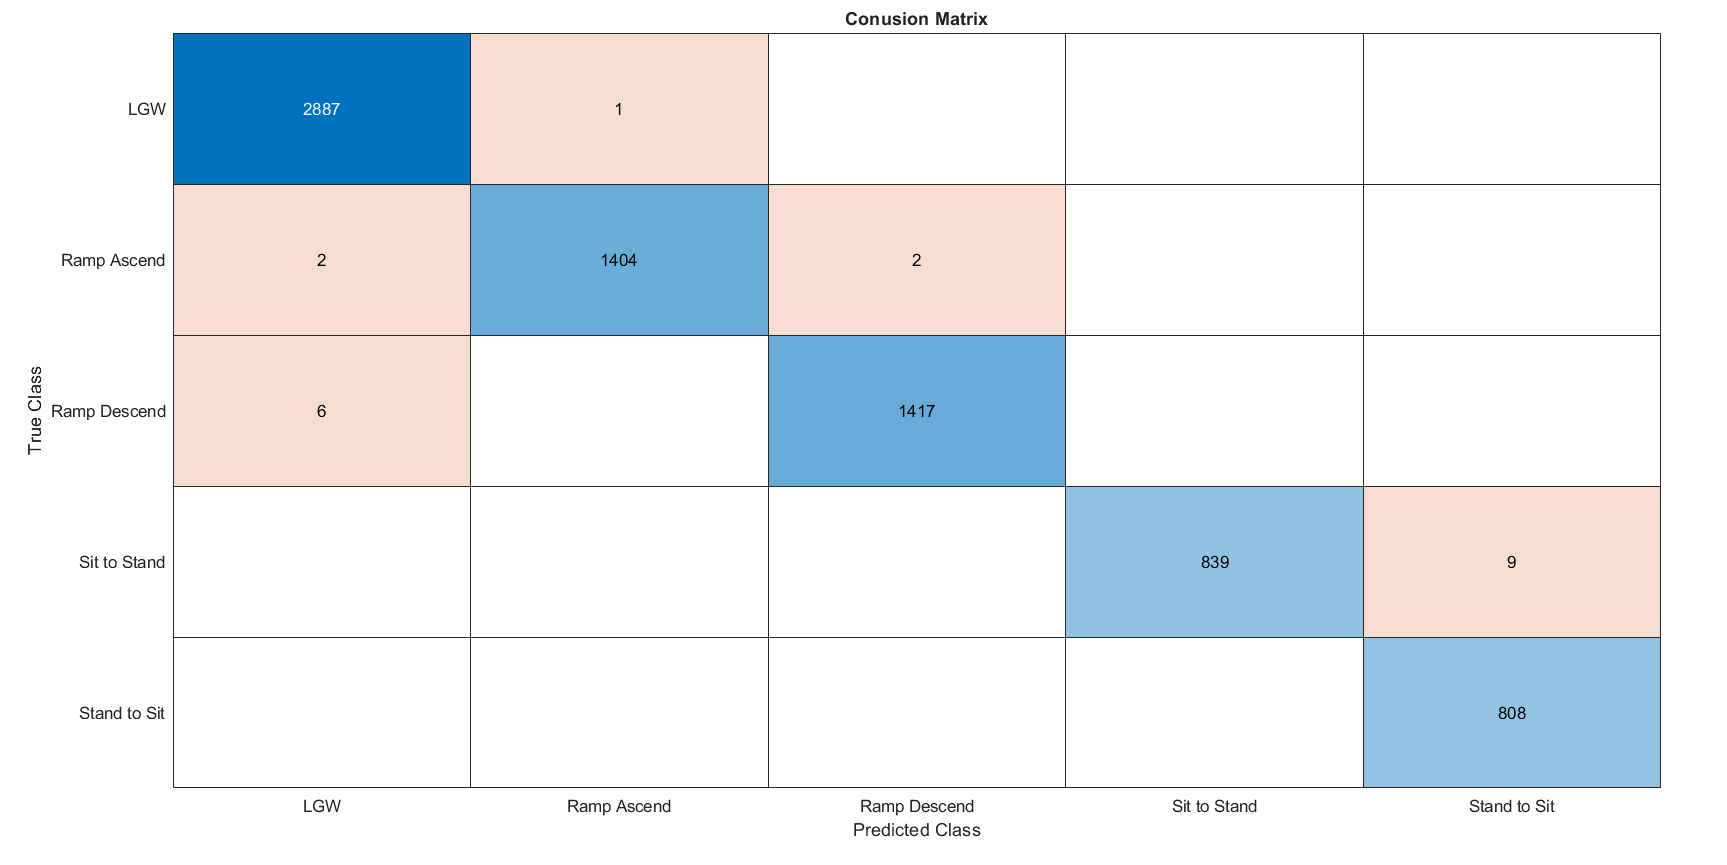 Conusion Matrix
LGW
2887
1
Ramp Ascend
2
1404
2
True Class
Ramp Descend
6
1417
Sit to Stand
839
9
Stand to Sit
808
LGW
Ramp Ascend
Ramp Descend
Sit to Stand
Stand to Sit
Predicted Class